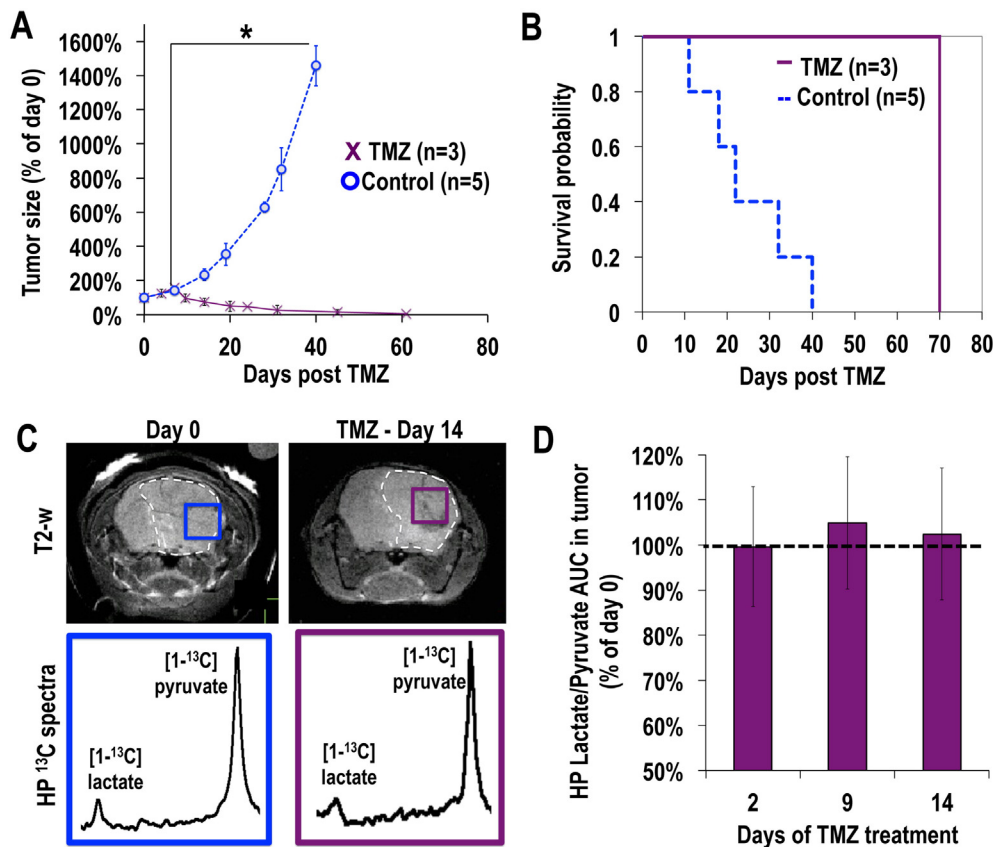 A
1600%
1400%
1200%
1000%
800%
600%
400%
200%
0%
Tumor size (% of day 0)
*
TMZ (n=3)
Control (n=5)
0 20 40 60 80
Days post TMZ
B
1
0.8
0.6
0.4
0.2
0
Survival probability
TMZ (n=3)
Control (n=5)
0 10 20 30 40 50 60 70 80
Days post TMZ
C
Day 0
TMZ - Day 14
T2-w
HP ¹³C spectra
[1-¹³C]
pyruvate
[1-¹³C]
lactate
[1-¹³C]
pyruvate
[1-¹³C]
lactate
D
120%
110%
100%
90%
80%
70%
60%
50%
HP Lactate/Pyruvate AUC in tumor
(% of day 0)
2 9 14
Days of TMZ treatment